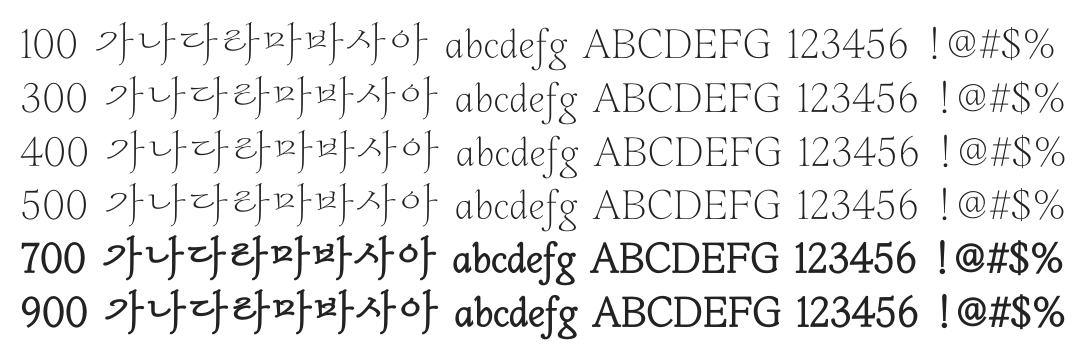 100 가나다라마바사아 abcdefg ABCDEFG 123456 !@#$%
300 가나다라마바사아 abcdefg ABCDEFG 123456 !@#$%
400 가나다라마바사아 abcdefg ABCDEFG 123456 !@#$%
500 가나다라마바사아 abcdefg ABCDEFG 123456 !@#$%
700 가나다라마바사아 abcdefg ABCDEFG 123456 !@#$%
900 가나다라마바사아 abcdefg ABCDEFG 123456 !@#$%